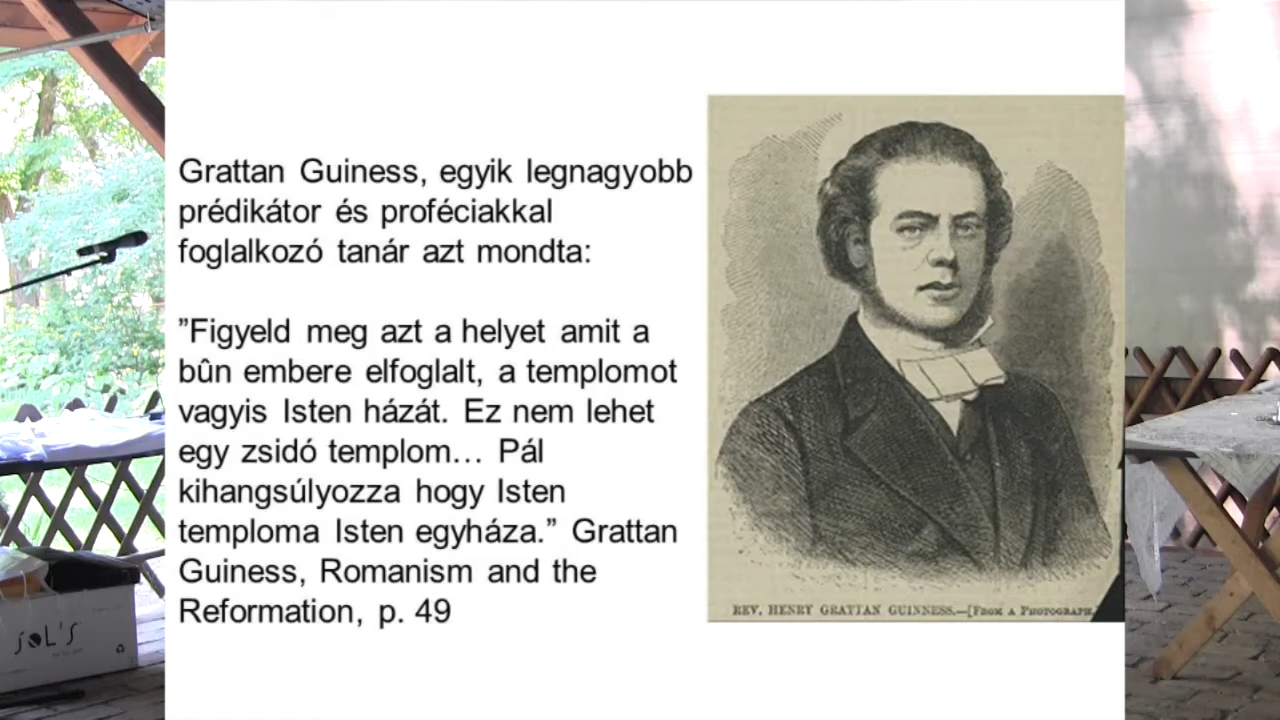 Grattan Guiness, egyik legnagyobb
prédikátor és proféciakkal
foglalkozó tanár azt mondta:
”Figyeld meg azt a helyet amit a
bûn embere elfoglalt, a templomot
vagyis Isten házát. Ez nem lehet
egy zsidó templom… Pál
kihangsúlyozza hogy Isten
temploma Isten egyháza.” Grattan
Guiness, Romanism and the
Reformation, p. 49
REV. HENRY GRATTAN GUINNESS.—[FROM A PHOTOGRAPH.]
SOL'S